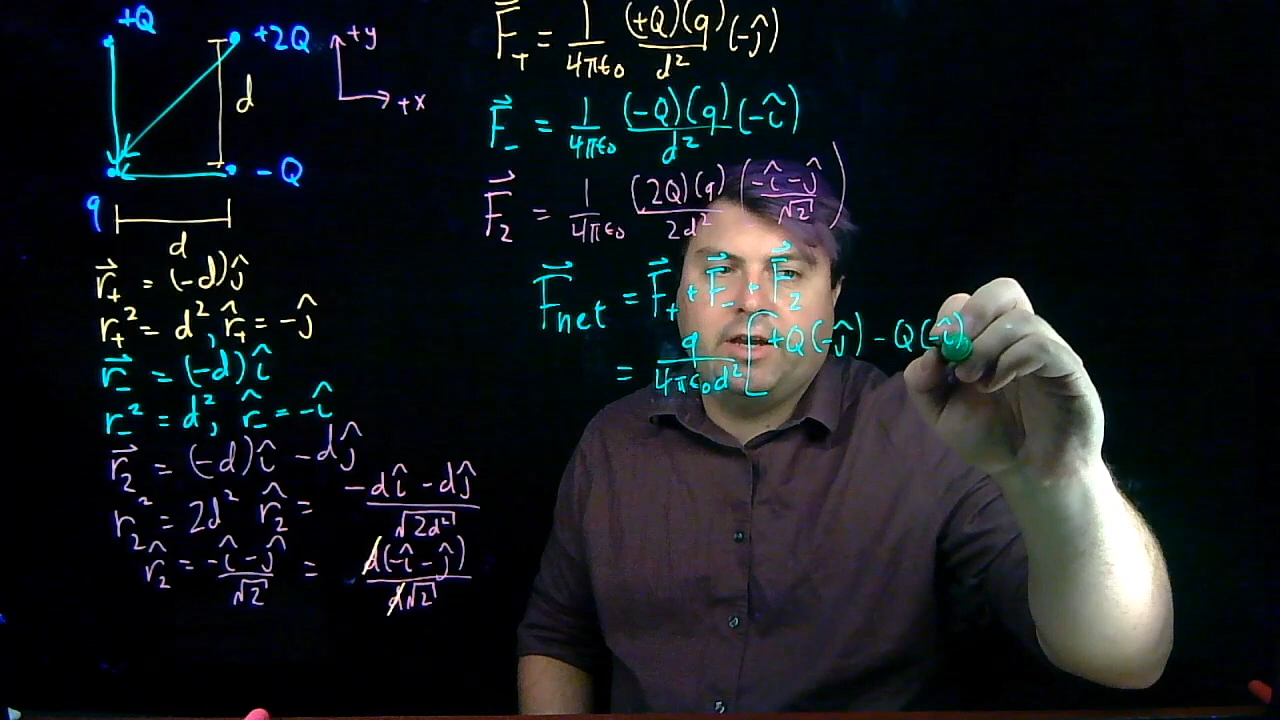 +Q
+2Q
+y
d
+x
-Q
q
d
r⃗₊ = (-d)ĵ
r₊² = d², r̂₊ = -ĵ
r⃗₋ = (-d)î
r₋² = d², r̂₋ = -î
r⃗₂ = (-d)î - dĵ
r₂² = 2d² r̂₂ = (-dî - dĵ)/√(2d²)
r̂₂ = (-î - ĵ)/√2 = d(-î - ĵ)/(d√2)
F⃗₊ = 1/(4πε₀) (+Q)(q)/d² (-ĵ)
F⃗₋ = 1/(4πε₀) (-Q)(q)/d² (-î)
F⃗₂ = 1/(4πε₀) (2Q)(q)/(2d²) ((-î - ĵ)/√2)
F⃗net = F⃗₊ + F⃗₋ + F⃗₂
= q/(4πε₀d²) [+Q(-ĵ) - Q(-î)